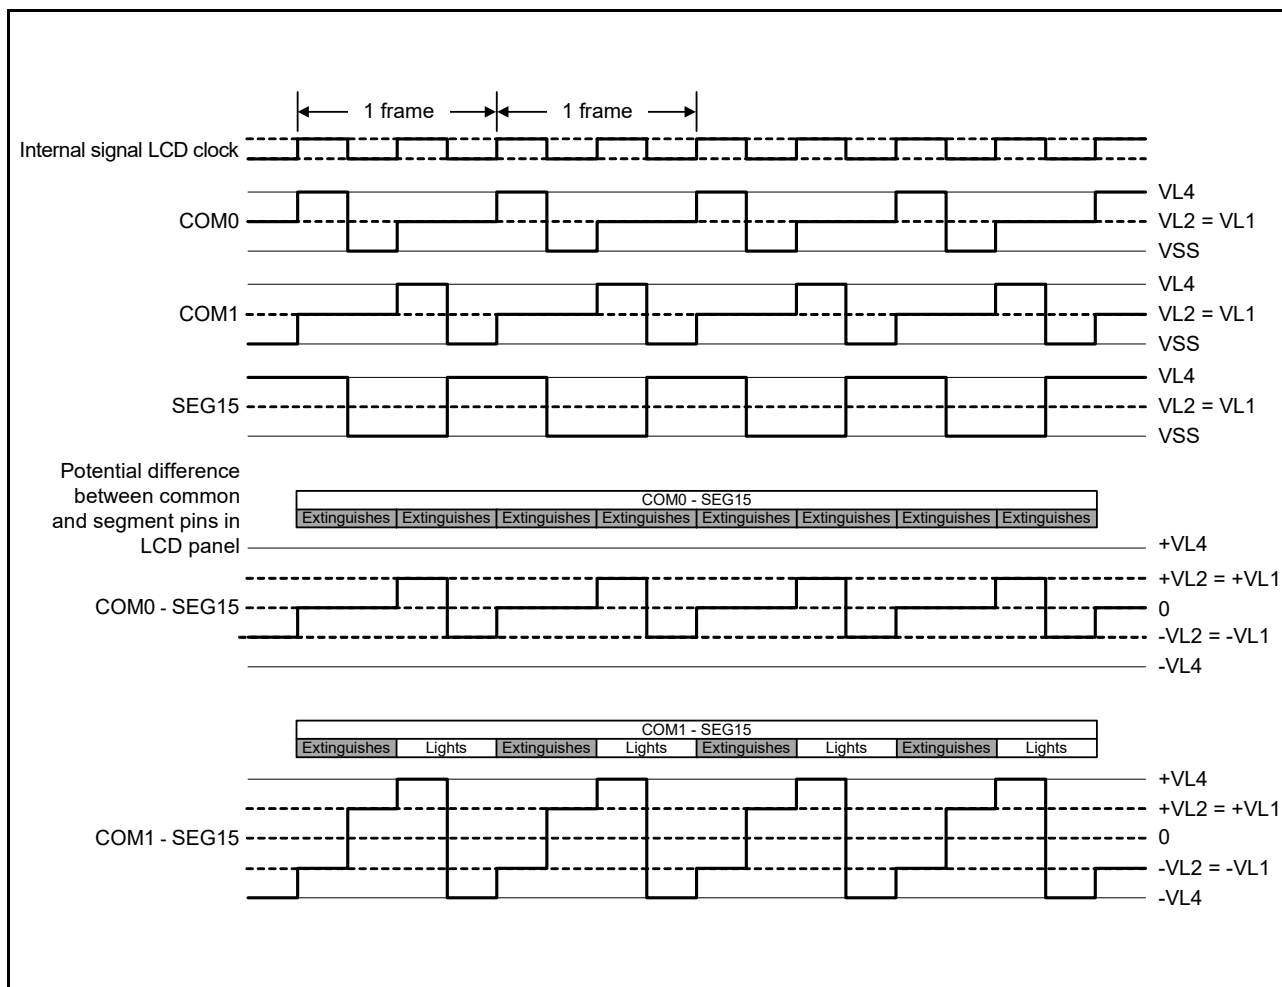 1 frame 1 frame
Internal signal LCD clock
COM0
VL4
VL2 = VL1
VSS
COM1
VL4
VL2 = VL1
VSS
SEG15
VL4
VL2 = VL1
VSS
Potential difference
between common
and segment pins in
LCD panel
COM0 - SEG15
Extinguishes Extinguishes Extinguishes Extinguishes Extinguishes Extinguishes Extinguishes Extinguishes
COM0 - SEG15
+VL4
+VL2 = +VL1
0
-VL2 = -VL1
-VL4
COM1 - SEG15
Extinguishes Lights Extinguishes Lights Extinguishes Lights Extinguishes Lights
COM1 - SEG15
+VL4
+VL2 = +VL1
0
-VL2 = -VL1
-VL4